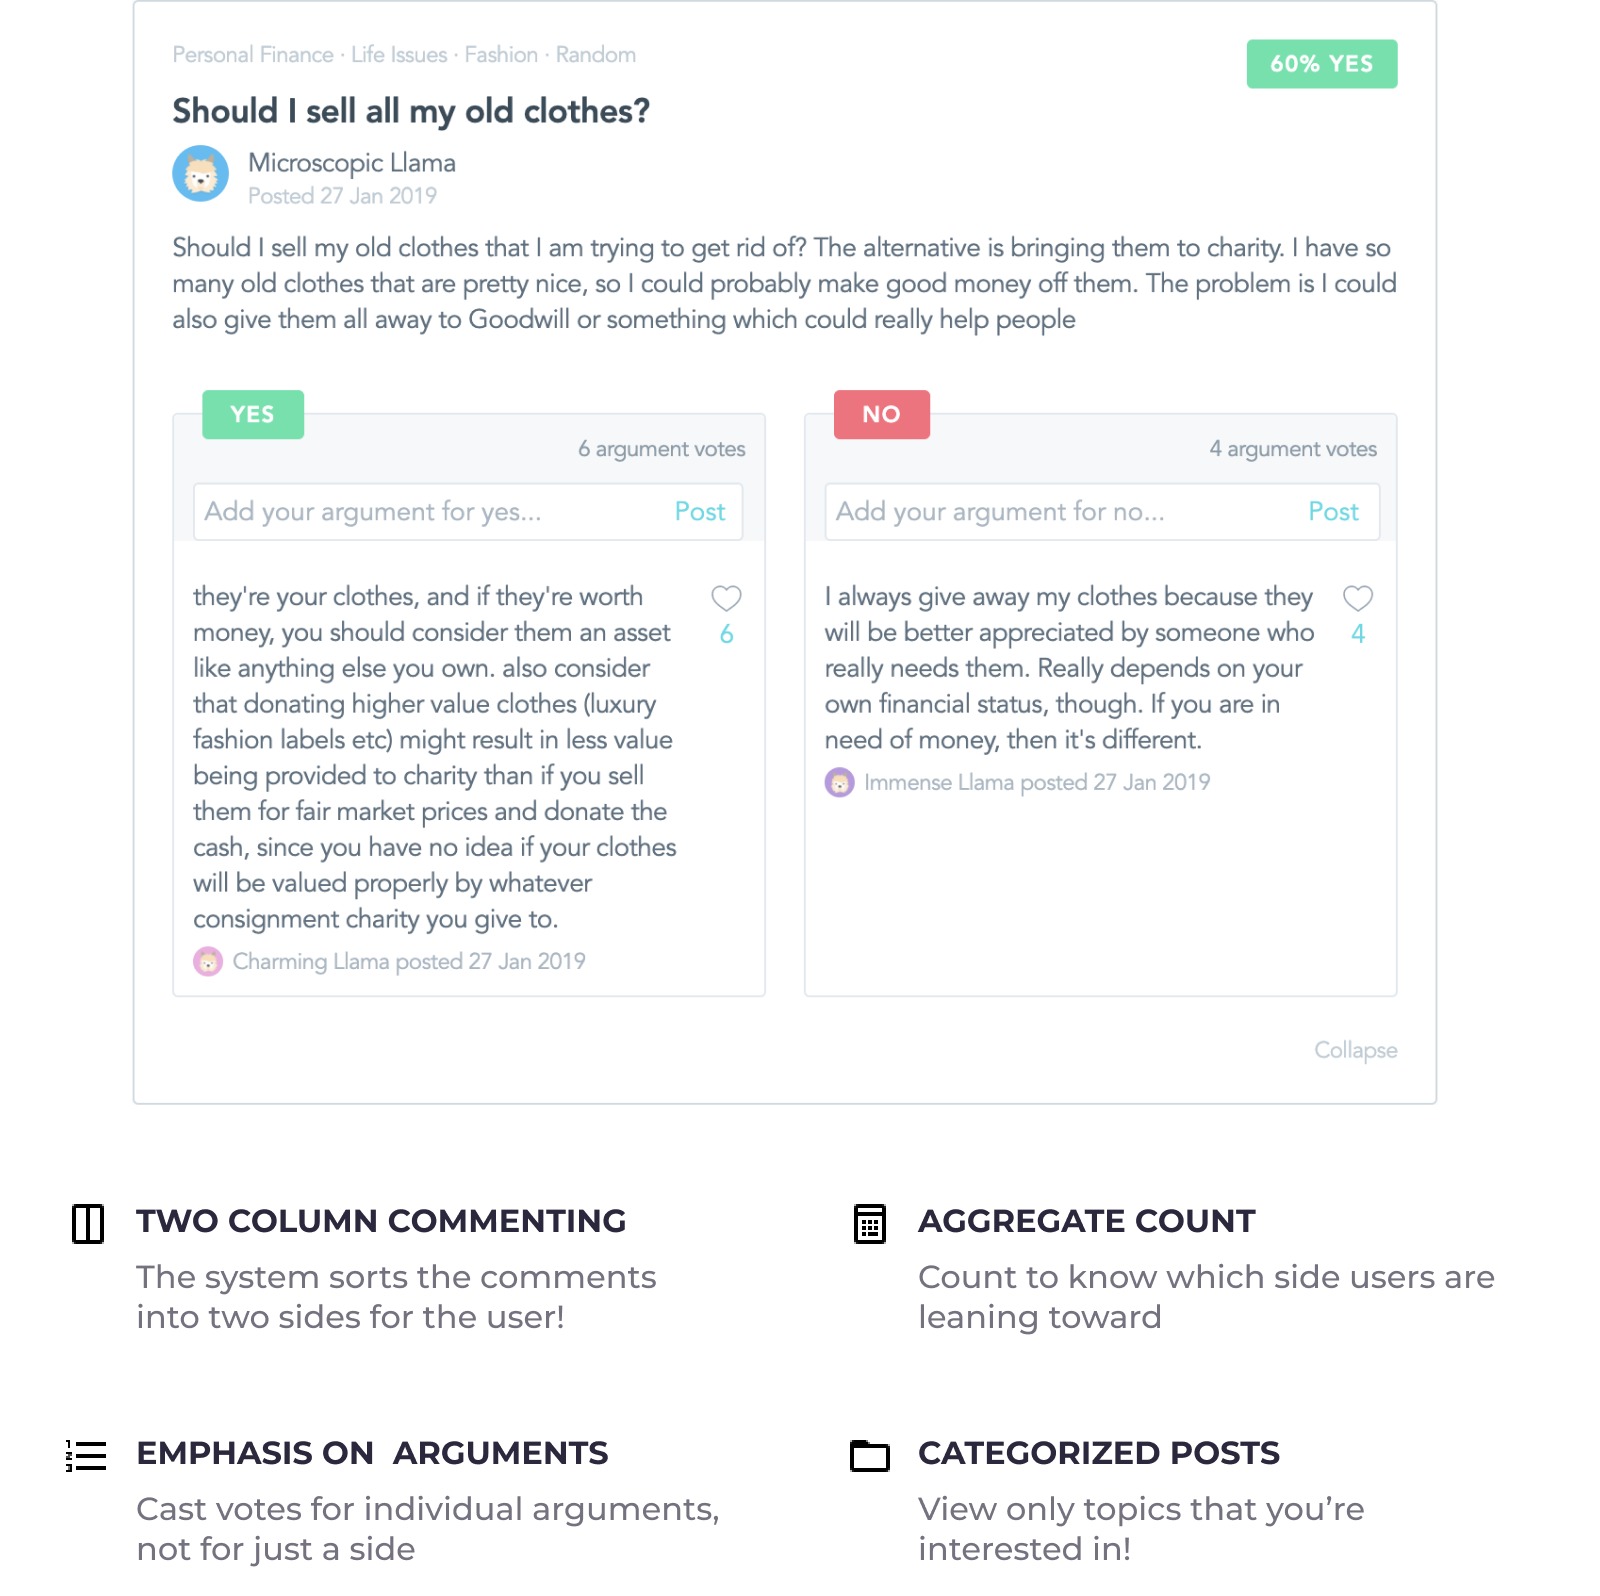 Personal Finance · Life Issues · Fashion · Random
60% YES
Should I sell all my old clothes?
Microscopic Llama
Posted 27 Jan 2019
Should I sell my old clothes that I am trying to get rid of? The alternative is bringing them to charity. I have so
many old clothes that are pretty nice, so I could probably make good money off them. The problem is I could
also give them all away to Goodwill or something which could really help people
YES
6 argument votes
Add your argument for yes...
Post
they're your clothes, and if they're worth
money, you should consider them an asset
like anything else you own. also consider
that donating higher value clothes (luxury
fashion labels etc) might result in less value
being provided to charity than if you sell
them for fair market prices and donate the
cash, since you have no idea if your clothes
will be valued properly by whatever
consignment charity you give to.
6
Charming Llama posted 27 Jan 2019
NO
4 argument votes
Add your argument for no...
Post
I always give away my clothes because they
will be better appreciated by someone who
really needs them. Really depends on your
own financial status, though. If you are in
need of money, then it's different.
4
Immense Llama posted 27 Jan 2019
Collapse
TWO COLUMN COMMENTING
The system sorts the comments
into two sides for the user!
AGGREGATE COUNT
Count to know which side users are
leaning toward
EMPHASIS ON  ARGUMENTS
Cast votes for individual arguments,
not for just a side
CATEGORIZED POSTS
View only topics that you’re
interested in!